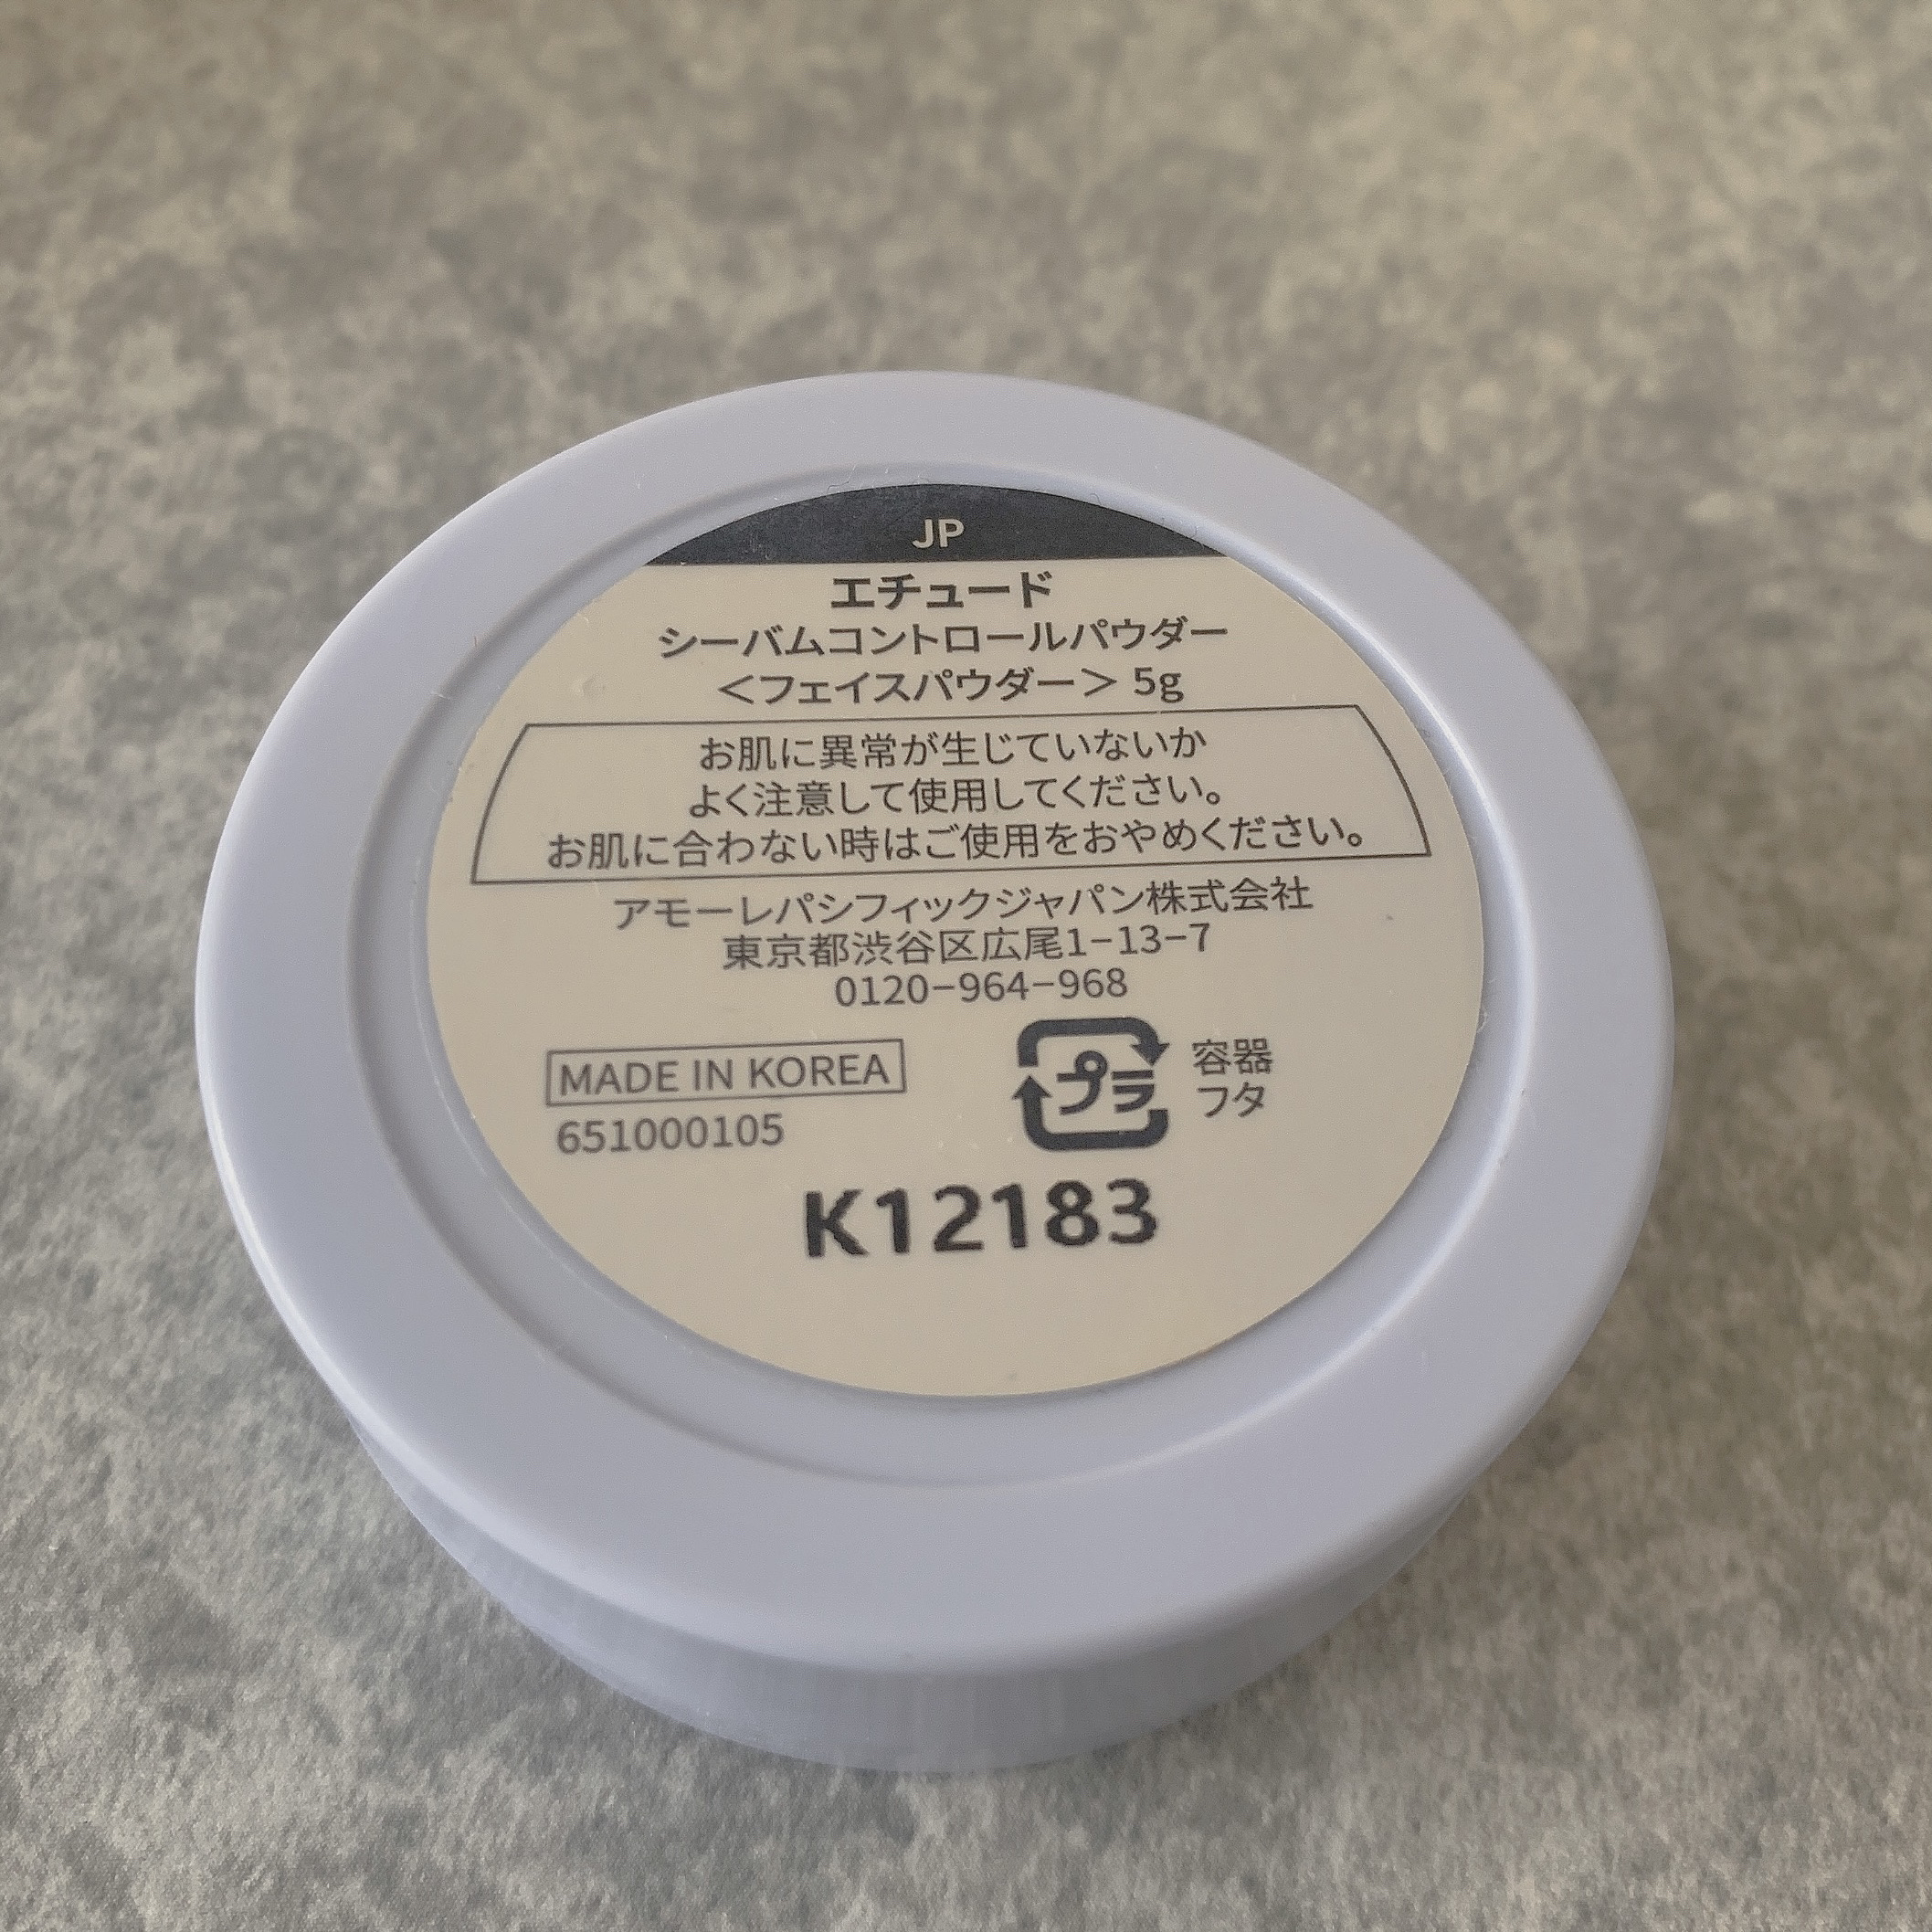 JP
エチュード
シーバムコントロールパウダー
＜フェイスパウダー＞ 5g
お肌に異常が生じていないか
よく注意して使用してください。
お肌に合わない時はご使用をおやめください。
アモーレパシフィックジャパン株式会社
東京都渋谷区広尾1−13−7
0120−964−968
MADE IN KOREA
651000105
プラ
容器
フタ
K12183